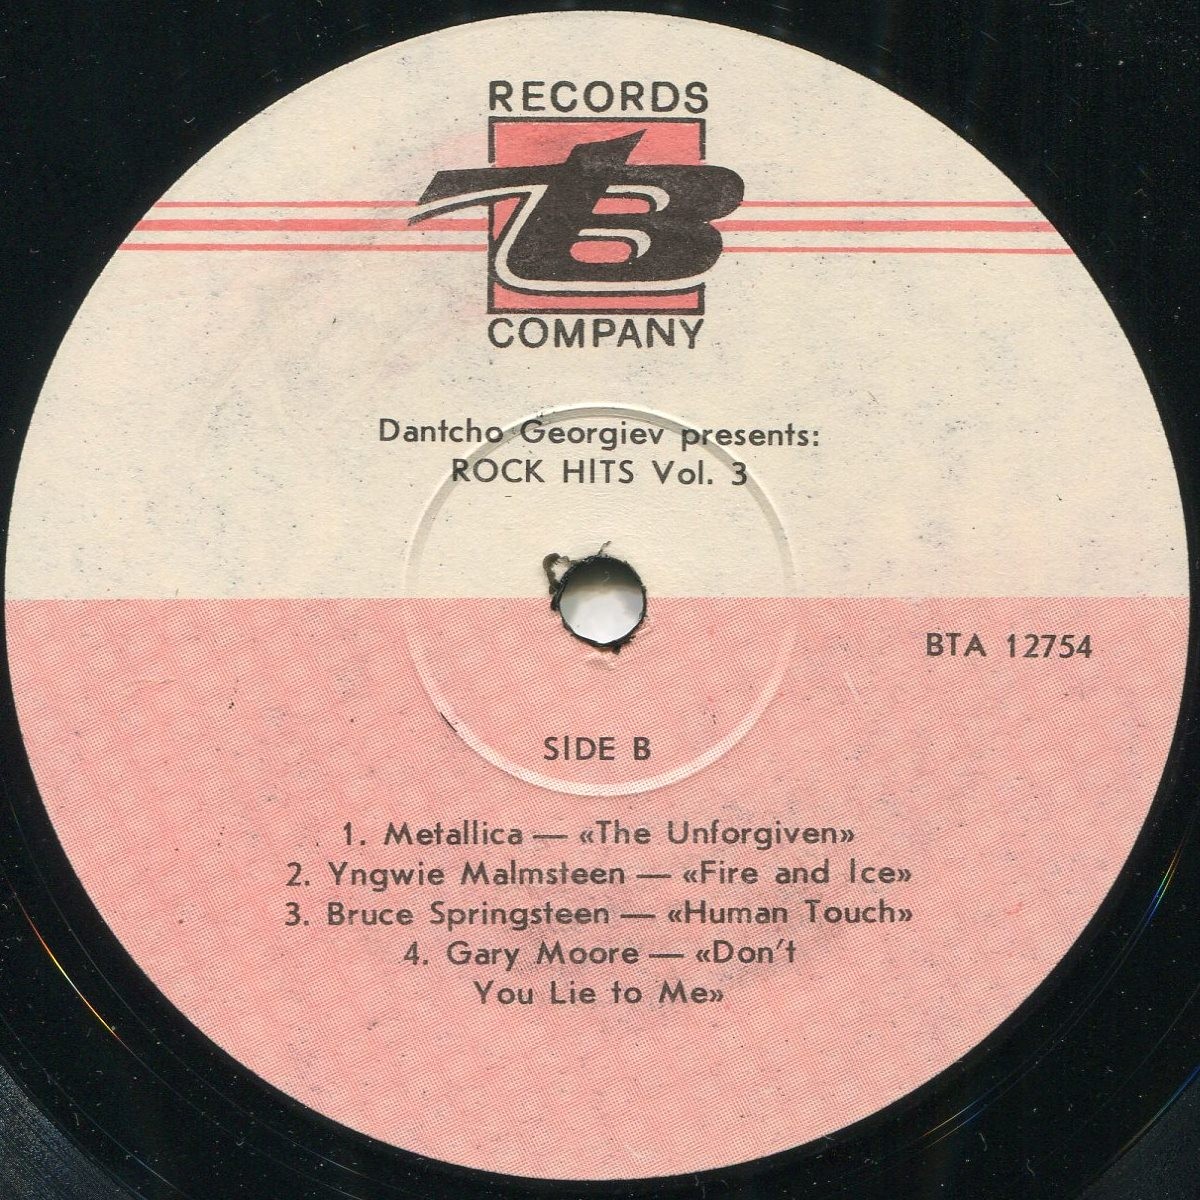 RECORDS
B
COMPANY
Dantcho Georgiev presents:
ROCK HITS Vol. 3
BTA 12754
SIDE B
1. Metallica — «The Unforgiven»
2. Yngwie Malmsteen — «Fire and Ice»
3. Bruce Springsteen — «Human Touch»
4. Gary Moore — «Don't
You Lie to Me»